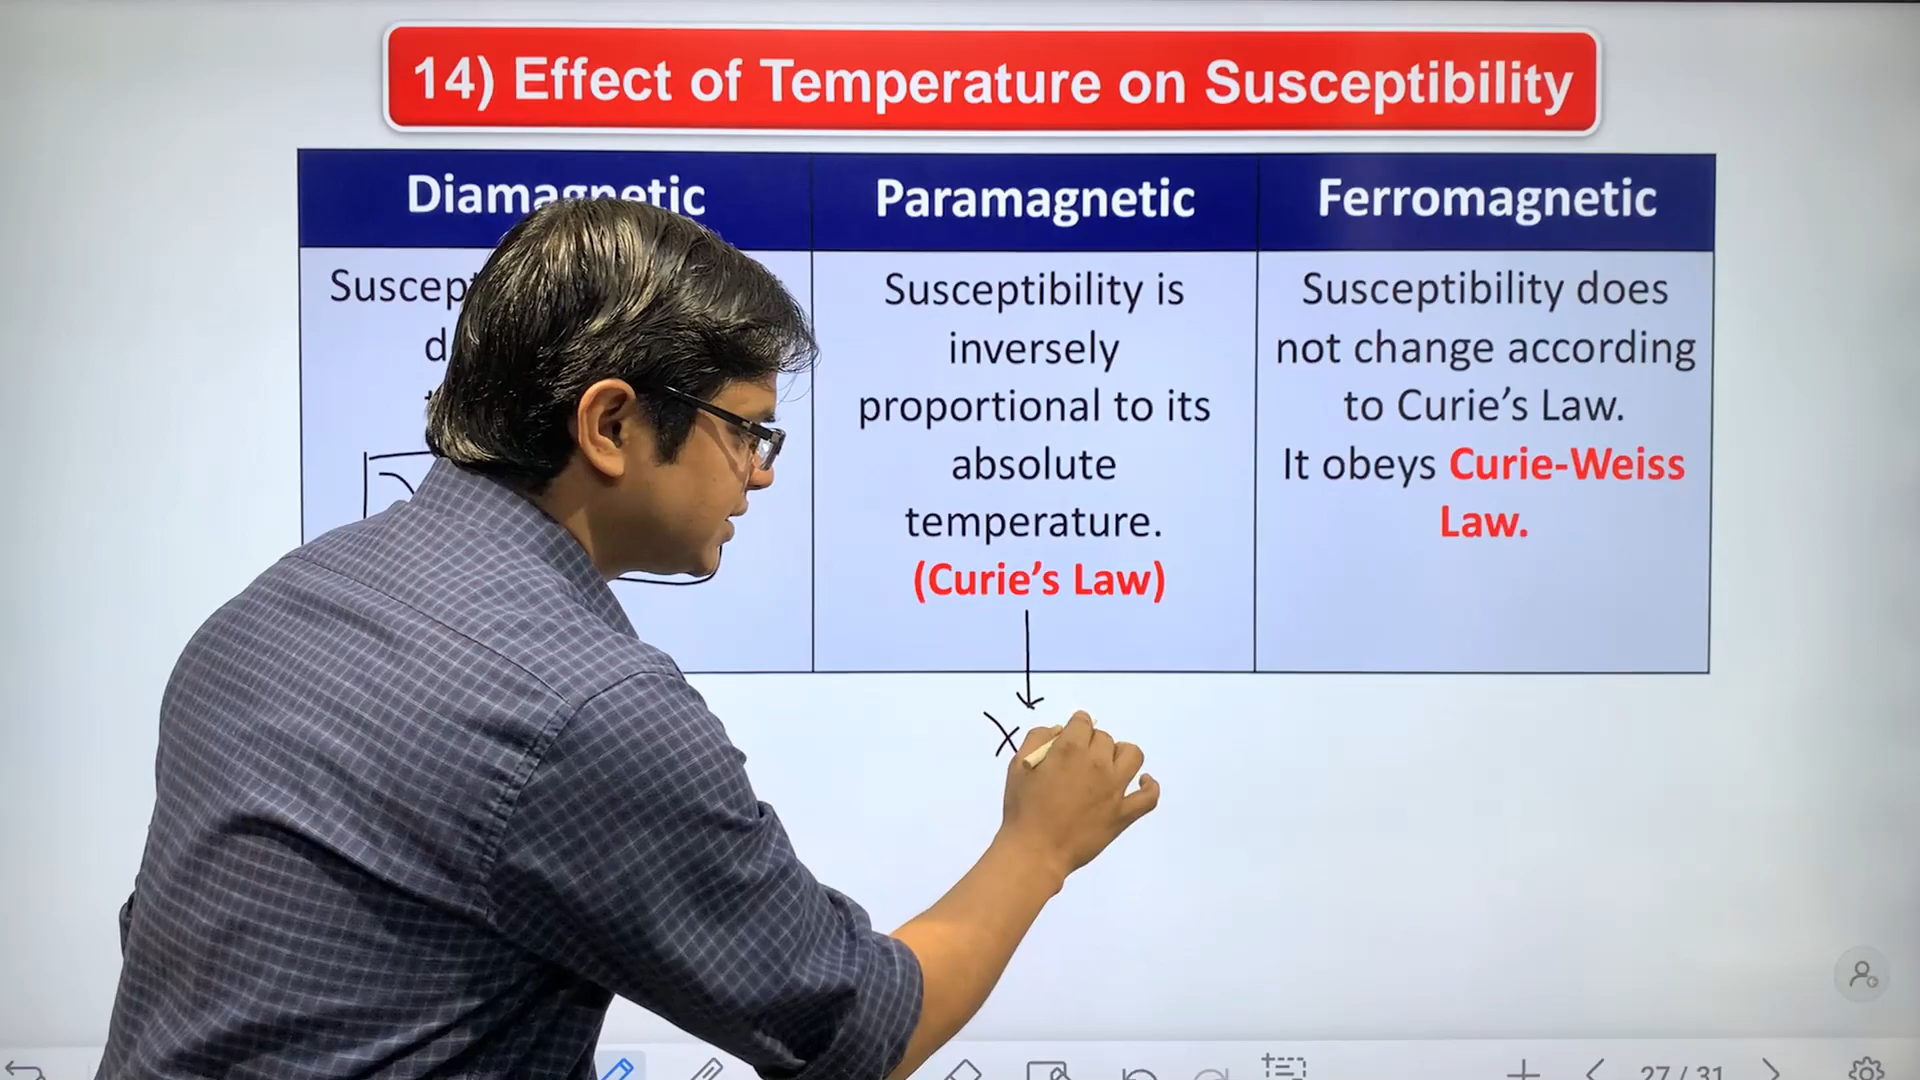 14) Effect of Temperature on Susceptibility
Diamagnetic
Paramagnetic
Ferromagnetic
Susceptibility is
inversely
proportional to its
absolute
temperature.
(Curie’s Law)
Susceptibility does
not change according
to Curie’s Law.
It obeys Curie-Weiss
Law.
χ
27 / 31